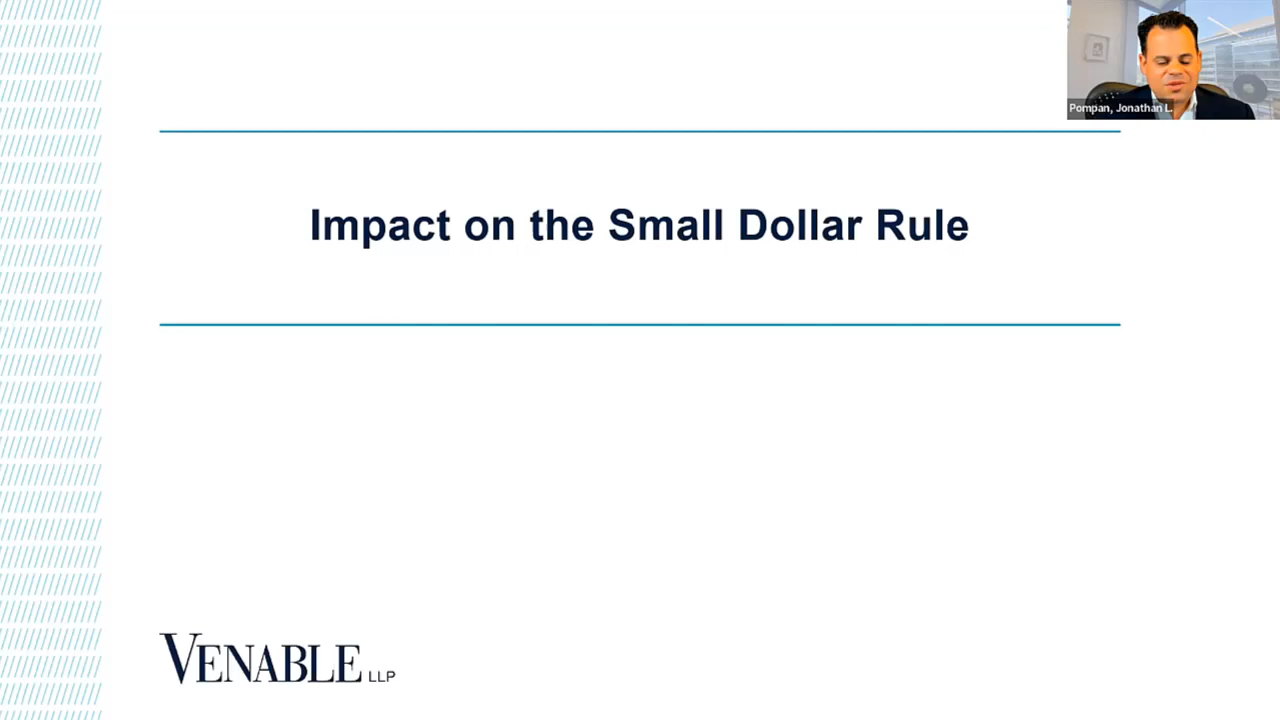 Pompan, Jonathan L.
Impact on the Small Dollar Rule
VENABLE LLP